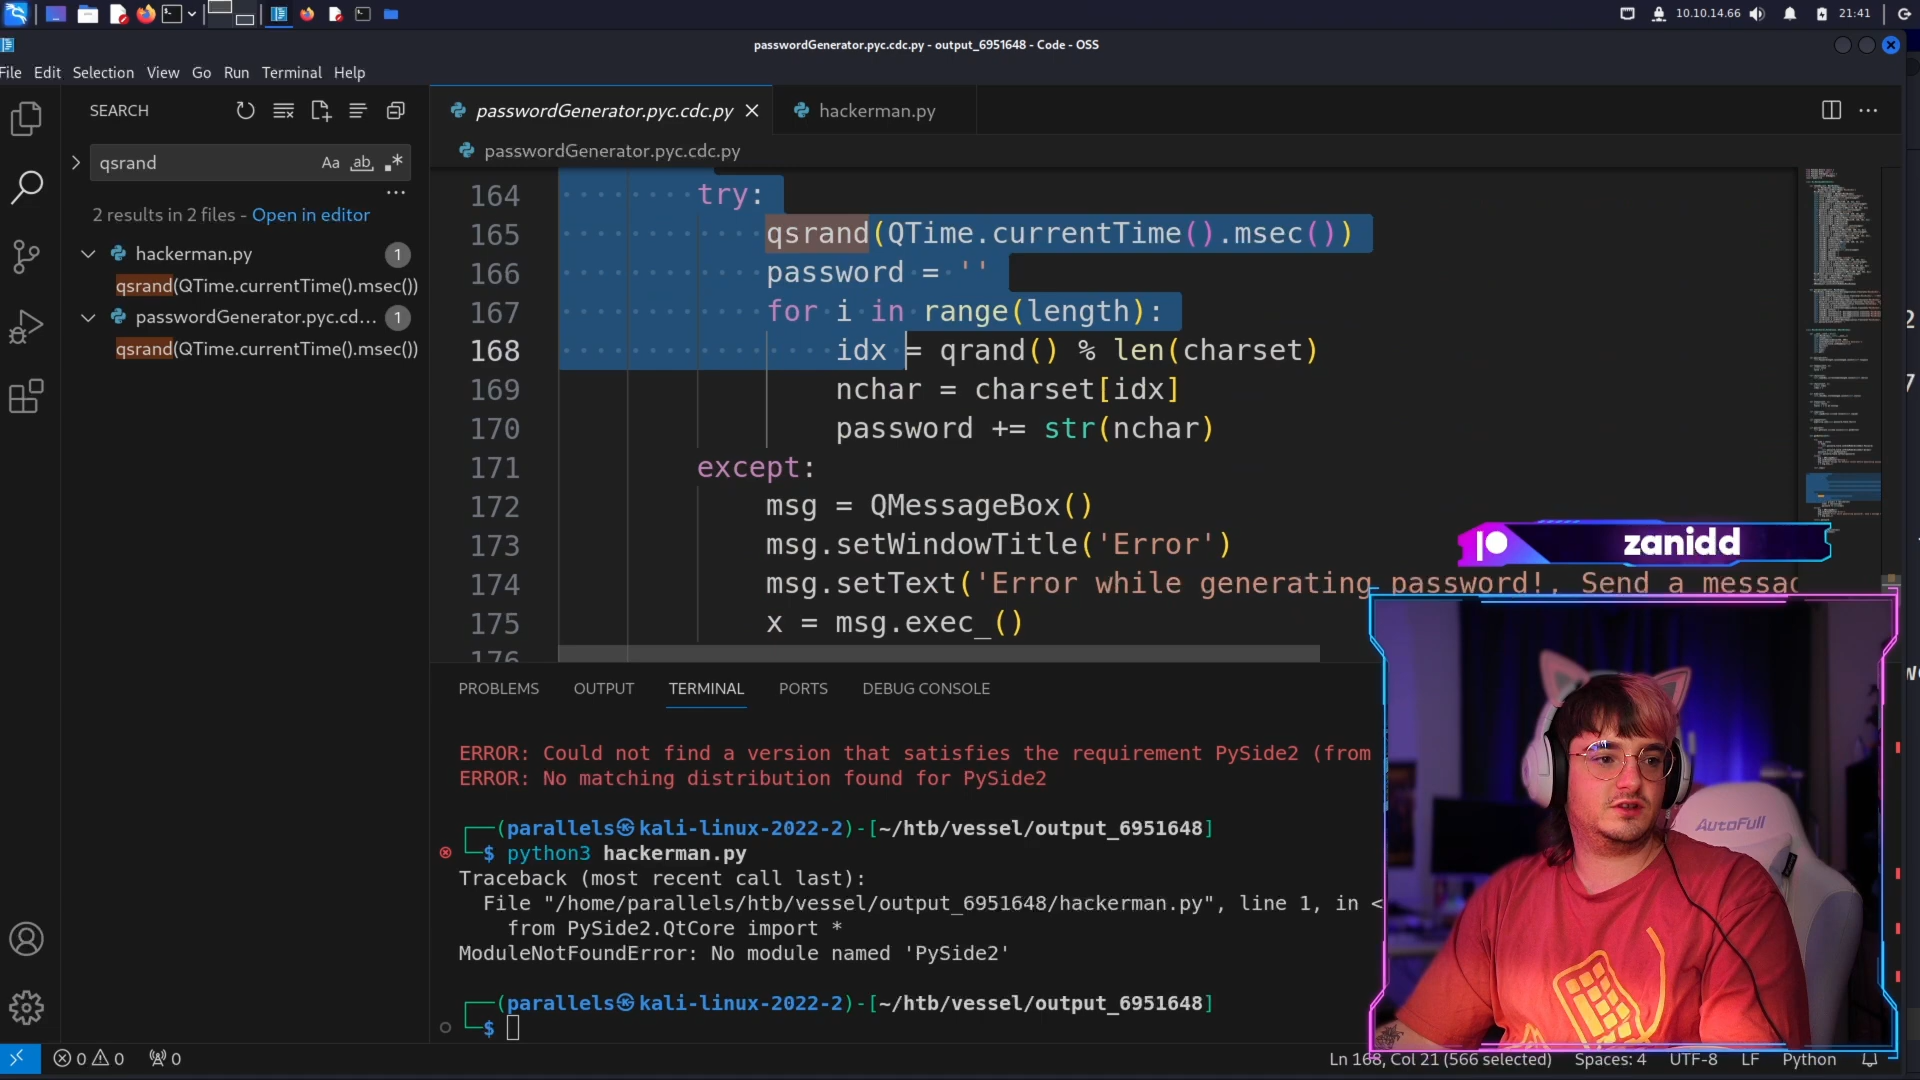 10.10.14.66
21:41
passwordGenerator.pyc.cdc.py - output_6951648 - Code - OSS
File Edit Selection View Go Run Terminal Help
SEARCH
qsrand
Aa ab
2 results in 2 files - Open in editor
hackerman.py 1
qsrand(QTime.currentTime().msec())
passwordGenerator.pyc.cd... 1
qsrand(QTime.currentTime().msec())
passwordGenerator.pyc.cdc.py
hackerman.py
passwordGenerator.pyc.cdc.py
164 try:
165 qsrand(QTime.currentTime().msec())
166 password = ''
167 for i in range(length):
168 idx = qrand() % len(charset)
169 nchar = charset[idx]
170 password += str(nchar)
171 except:
172 msg = QMessageBox()
173 msg.setWindowTitle('Error')
174 msg.setText('Error while generating password!, Send a messag
175 x = msg.exec_()
176
PROBLEMS OUTPUT TERMINAL PORTS DEBUG CONSOLE
ERROR: Could not find a version that satisfies the requirement PySide2 (from
ERROR: No matching distribution found for PySide2
┌──(parallels㉿kali-linux-2022-2)-[~/htb/vessel/output_6951648]
└─$ python3 hackerman.py
Traceback (most recent call last):
File "/home/parallels/htb/vessel/output_6951648/hackerman.py", line 1, in <
from PySide2.QtCore import *
ModuleNotFoundError: No module named 'PySide2'
┌──(parallels㉿kali-linux-2022-2)-[~/htb/vessel/output_6951648]
└─$
0 0 0
Ln 168, Col 21 (566 selected) Spaces: 4 UTF-8 LF Python
zanidd
AutoFull